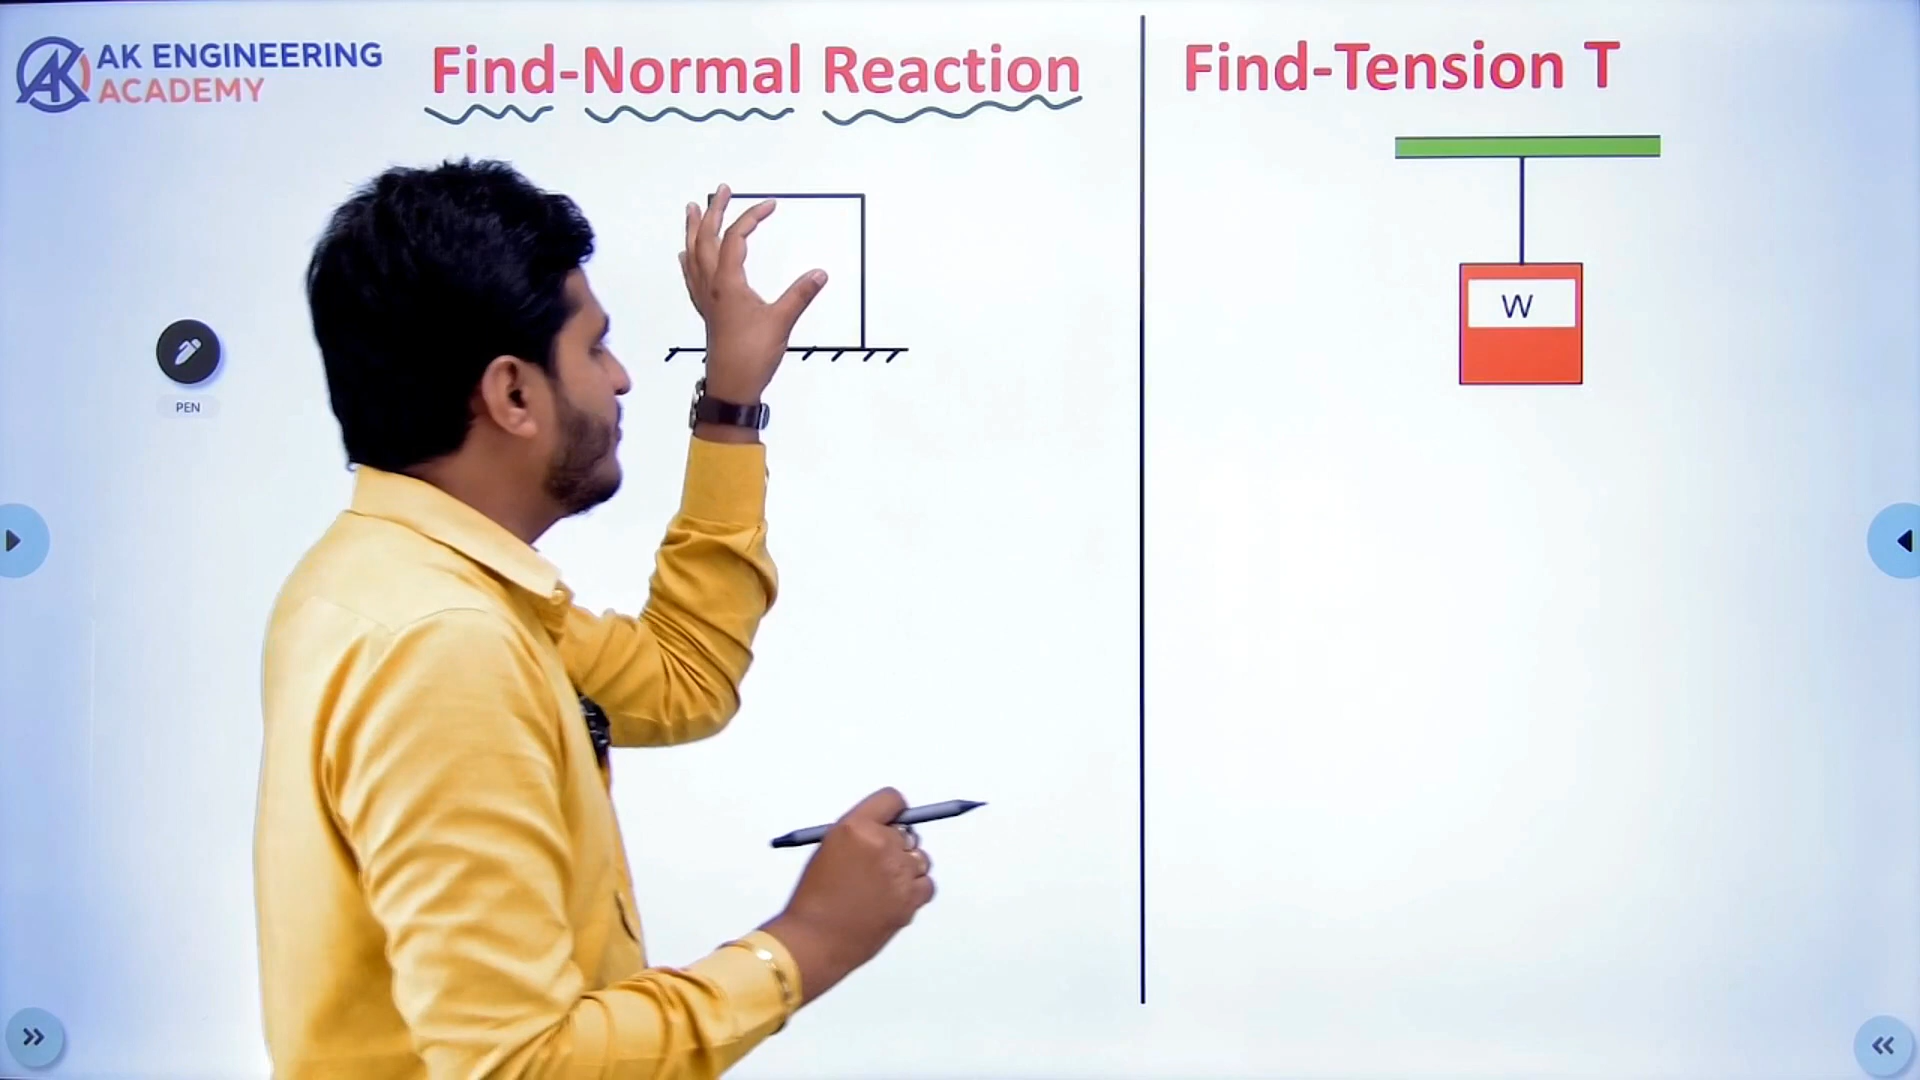 AK ENGINEERING
ACADEMY
Find-Normal Reaction
Find-Tension T
W
PEN